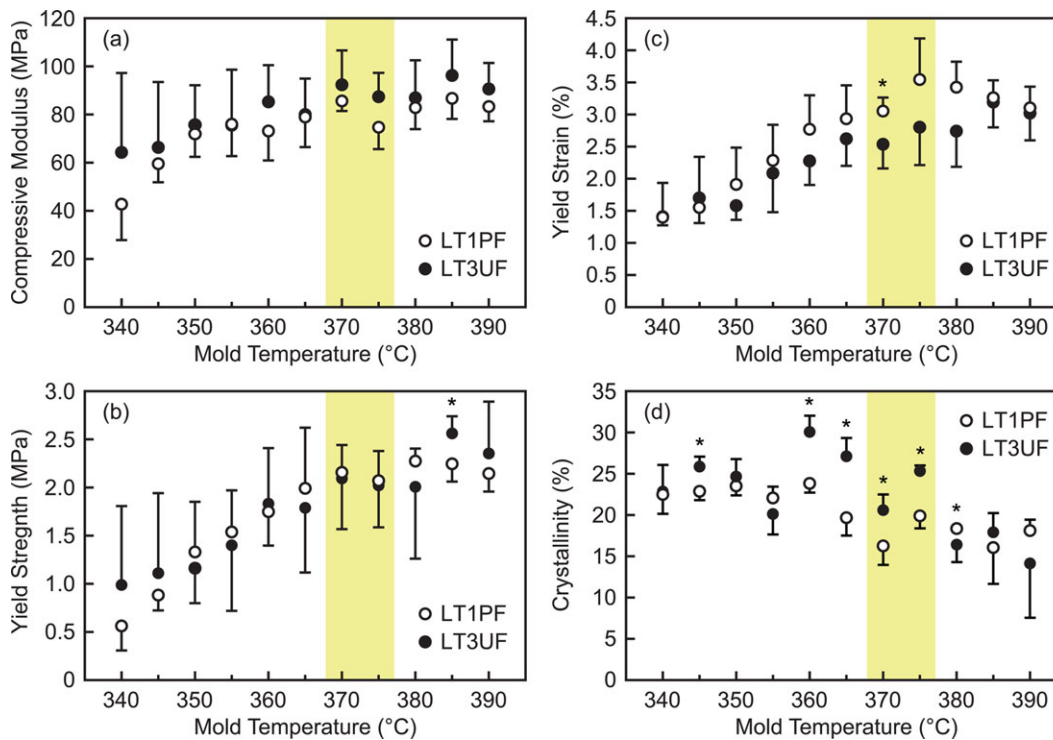 (a)
Compressive Modulus (MPa)
120
100
80
60
40
20
0
LT1PF
LT3UF
340 350 360 370 380 390
Mold Temperature (°C)
(c)
Yield Strain (%)
4.5
4.0
3.5
3.0
2.5
2.0
1.5
1.0
0.5
0
*
LT1PF
LT3UF
340 350 360 370 380 390
Mold Temperature (°C)
(b)
Yield Stregnth (MPa)
3.0
2.5
2.0
1.5
1.0
0.5
0
*
LT1PF
LT3UF
340 350 360 370 380 390
Mold Temperature (°C)
(d)
Crystallinity (%)
35
30
25
20
15
10
5
0
LT1PF
LT3UF
* * * * * *
340 350 360 370 380 390
Mold Temperature (°C)